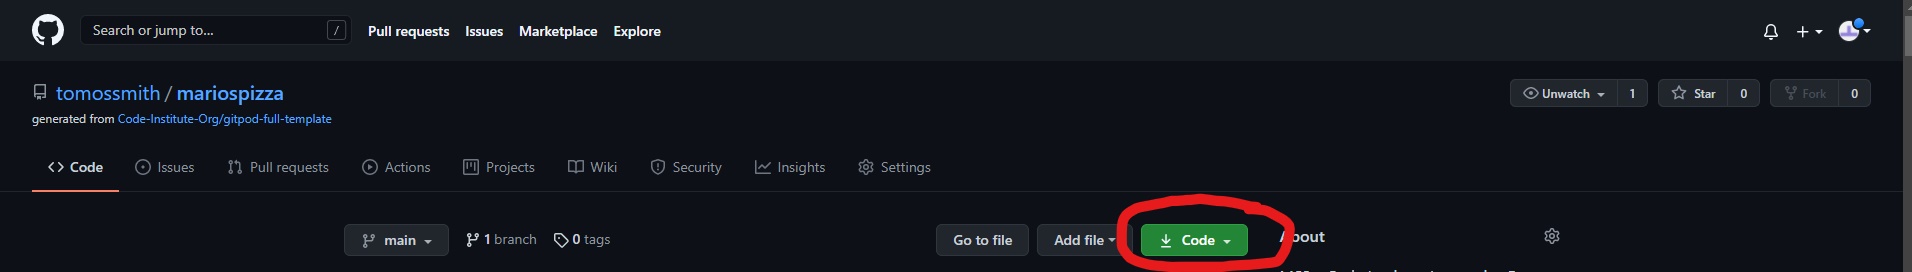 Search or jump to... / Pull requests Issues Marketplace Explore
tomossmith / mariospizza Unwatch 1 Star 0 Fork 0
generated from Code-Institute-Org/gitpod-full-template
Code Issues Pull requests Actions Projects Wiki Security Insights Settings
main 1 branch 0 tags Go to file Add file Code About